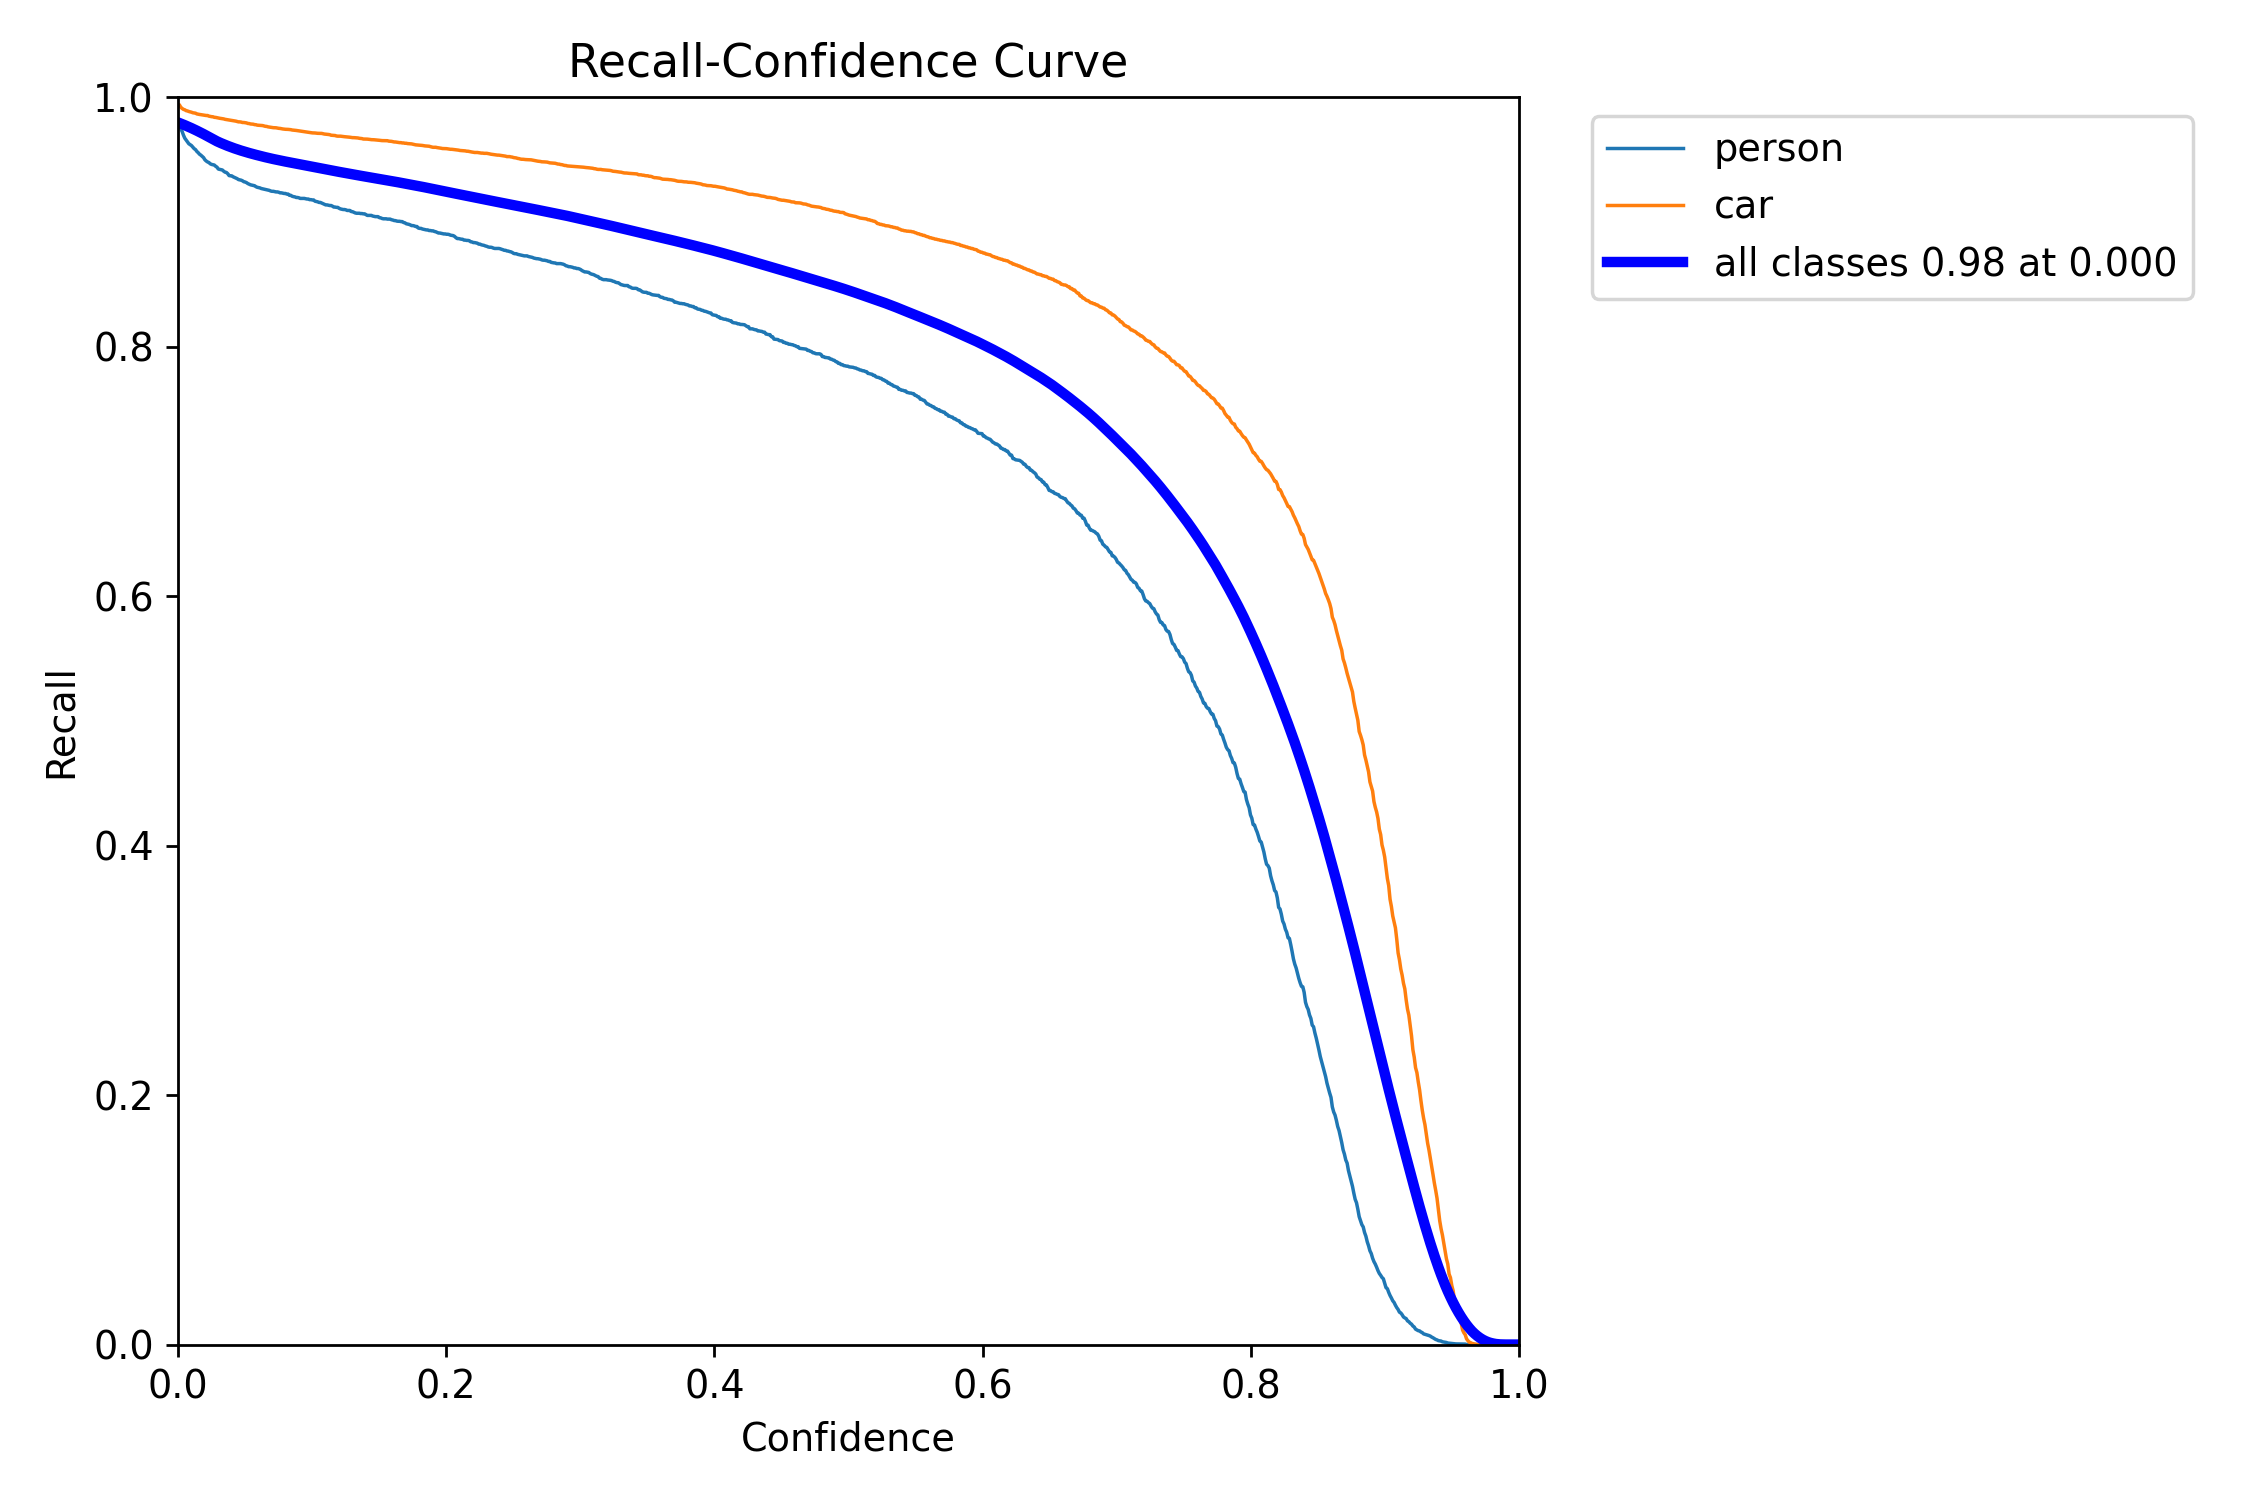 Recall-Confidence Curve
1.0
0.8
0.6
0.4
0.2
0.0
Recall
0.0 0.2 0.4 0.6 0.8 1.0
Confidence
person
car
all classes 0.98 at 0.000